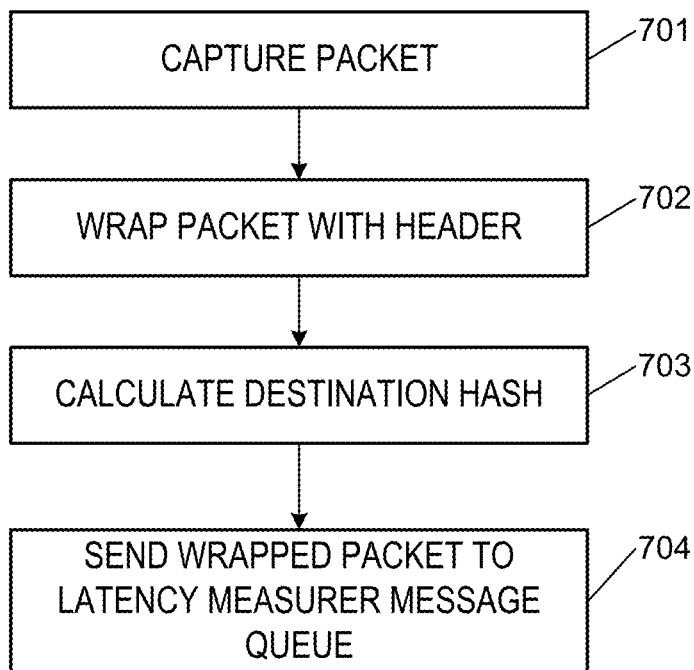 CAPTURE PACKET
701
WRAP PACKET WITH HEADER
702
CALCULATE DESTINATION HASH
703
SEND WRAPPED PACKET TO
LATENCY MEASURER MESSAGE
QUEUE
704